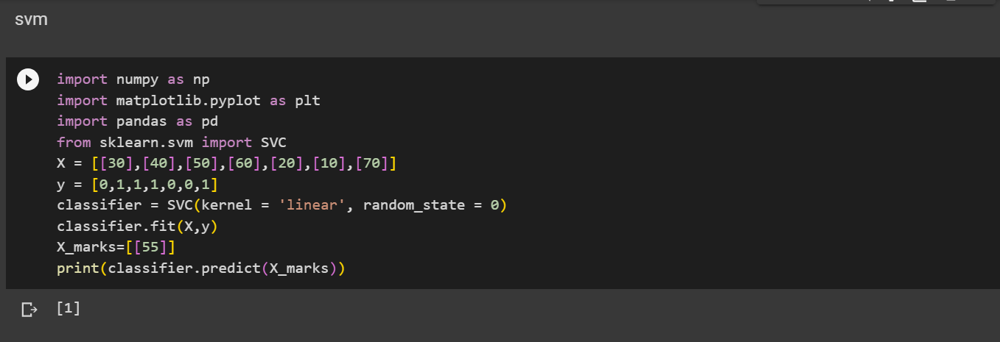 svm
import numpy as np
import matplotlib.pyplot as plt
import pandas as pd
from sklearn.svm import SVC
X = [[30],[40],[50],[60],[20],[10],[70]]
y = [0,1,1,1,0,0,1]
classifier = SVC(kernel = 'linear', random_state = 0)
classifier.fit(X,y)
X_marks=[[55]]
print(classifier.predict(X_marks))
[1]